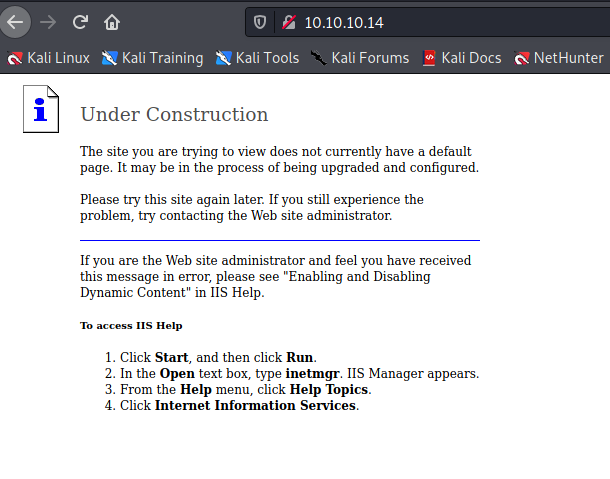 10.10.10.14
Kali Linux Kali Training Kali Tools Kali Forums Kali Docs NetHunter
i
Under Construction
The site you are trying to view does not currently have a default
page. It may be in the process of being upgraded and configured.
Please try this site again later. If you still experience the
problem, try contacting the Web site administrator.
If you are the Web site administrator and feel you have received
this message in error, please see "Enabling and Disabling
Dynamic Content" in IIS Help.
To access IIS Help
1. Click Start, and then click Run.
2. In the Open text box, type inetmgr. IIS Manager appears.
3. From the Help menu, click Help Topics.
4. Click Internet Information Services.